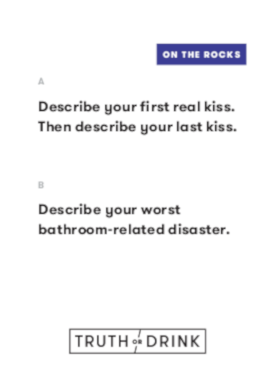 ON THE ROCKS
A
Describe your first real kiss.
Then describe your last kiss.
B
Describe your worst
bathroom-related disaster.
TRUTH OR DRINK